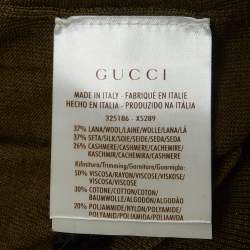 GUCCI
MADE IN ITALY - FABRIQUÉ EN ITALIE
HECHO EN ITALIA - PRODUZIDO NA ITÁLIA
325186 - X5289
37% LANA/WOOL/LAINE/WOLLE/LANA/LÃ
37% SETA/SILK/SOIE/SEIDE/SEDA/SEDA
26% CASHMERE/CASHMERE/CACHEMIRE
KASCHMIR/CACHEMIRA/CASHMERE
Rifinitura/Trimming/Garniture/Guarnição:
50% VISCOSA/RAYON/VISCOSE/VISKOSE
VISCOSA/VISCOSE
30% COTONE/COTTON/COTON
BAUMWOLLE/ALGODON/ALGODÃO
20% POLIAMMIDE/NYLON/POLYAMIDE
POLYAMID/POLIAMIDA/POLIAMIDA